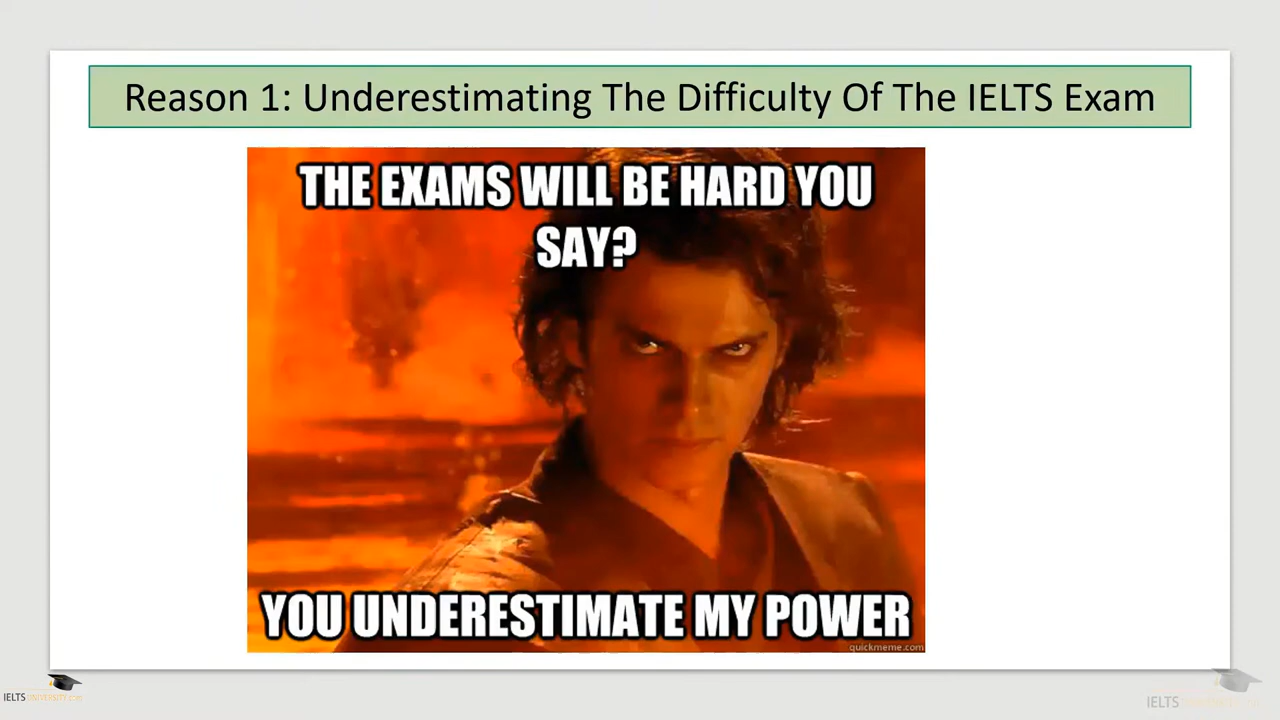 Reason 1: Underestimating The Difficulty Of The IELTS Exam
THE EXAMS WILL BE HARD YOU
SAY?
YOU UNDERESTIMATE MY POWER
quickmeme.com
IELTS
IELTS